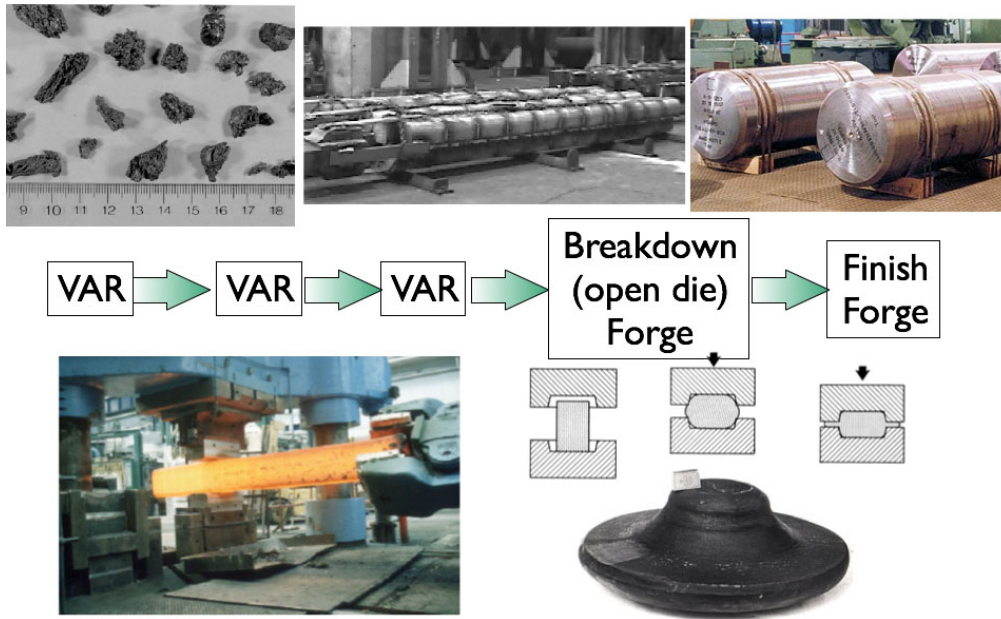 9 10 11 12 13 14 15 16 17 18
VAR
VAR
VAR
Breakdown
(open die)
Forge
Finish
Forge